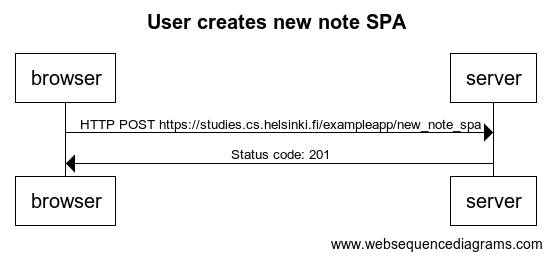 User creates new note SPA
browser server
HTTP POST https://studies.cs.helsinki.fi/exampleapp/new_note_spa
Status code: 201
browser server
www.websequencediagrams.com